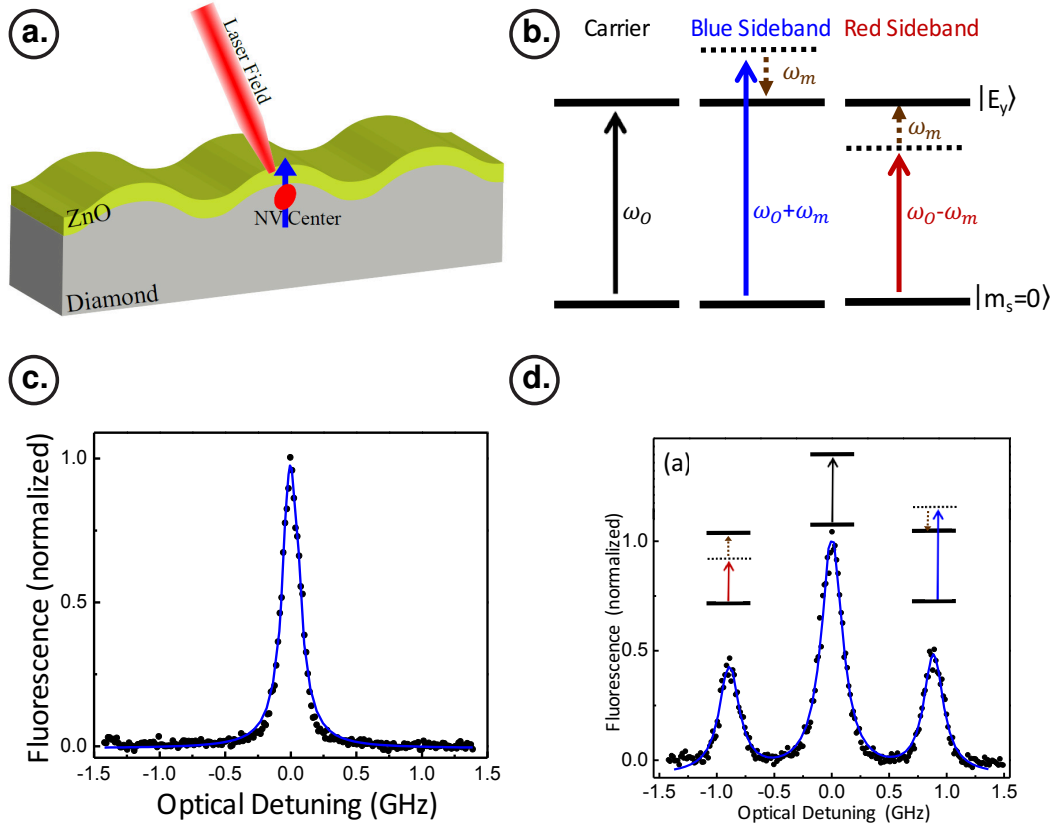 a.
Laser Field
ZnO
NV Center
Diamond
b.
Carrier
Blue Sideband
Red Sideband
ω_m
|E_y⟩
ω_m
ω_O
ω_O+ω_m
ω_O-ω_m
|m_s=0⟩
c.
Fluorescence (normalized)
1.0
0.5
0.0
-1.5 -1.0 -0.5 0.0 0.5 1.0 1.5
Optical Detuning (GHz)
d.
(a)
Fluorescence (normalized)
1.0
0.5
0.0
-1.5 -1.0 -0.5 0.0 0.5 1.0 1.5
Optical Detuning (GHz)